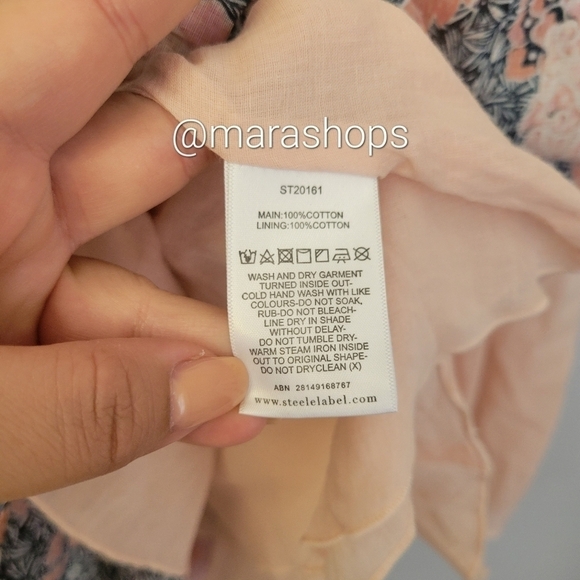 @marashops
ST20161
MAIN:100%COTTON
LINING:100%COTTON
WASH AND DRY GARMENT
TURNED INSIDE OUT-
COLD HAND WASH WITH LIKE
COLOURS-DO NOT SOAK,
RUB-DO NOT BLEACH-
LINE DRY IN SHADE
WITHOUT DELAY-
DO NOT TUMBLE DRY-
WARM STEAM IRON INSIDE
OUT TO ORIGINAL SHAPE-
DO NOT DRYCLEAN (X)
ABN 28149168767
www.steelelabel.com